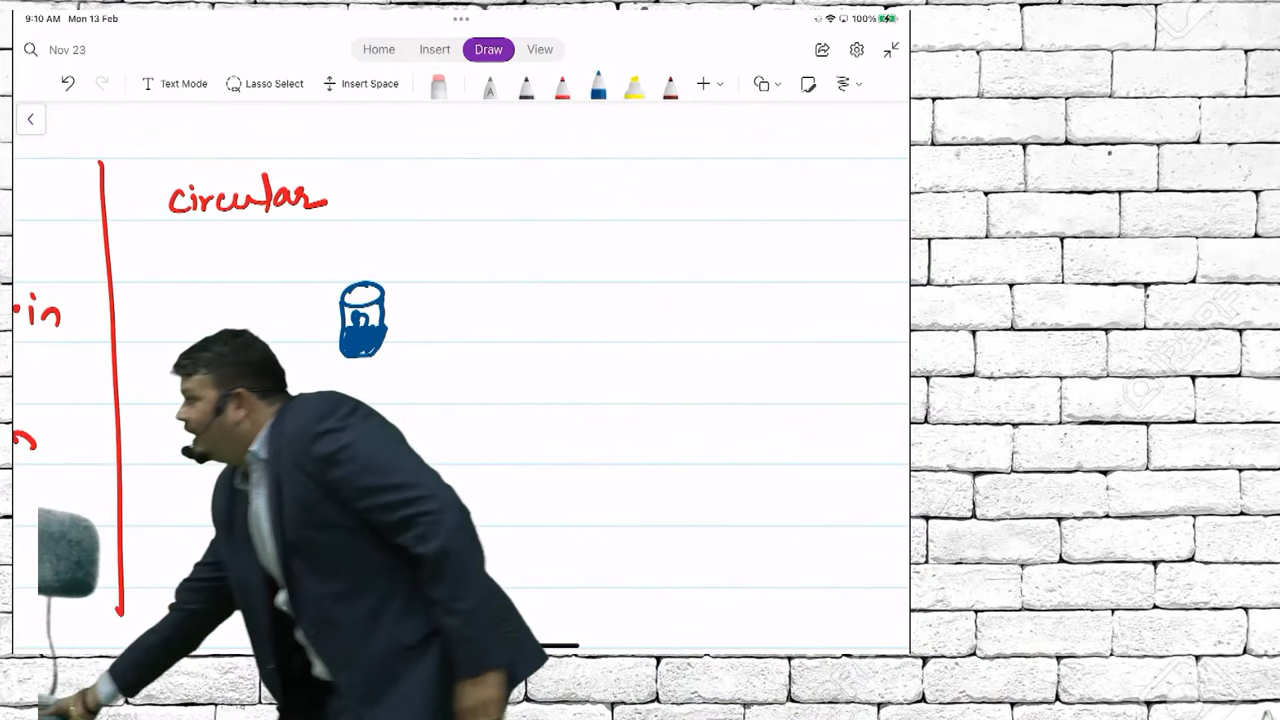 9:10 AM Mon 13 Feb
100%
Nov 23
Home Insert Draw View
Text Mode Lasso Select Insert Space
A
circular
in